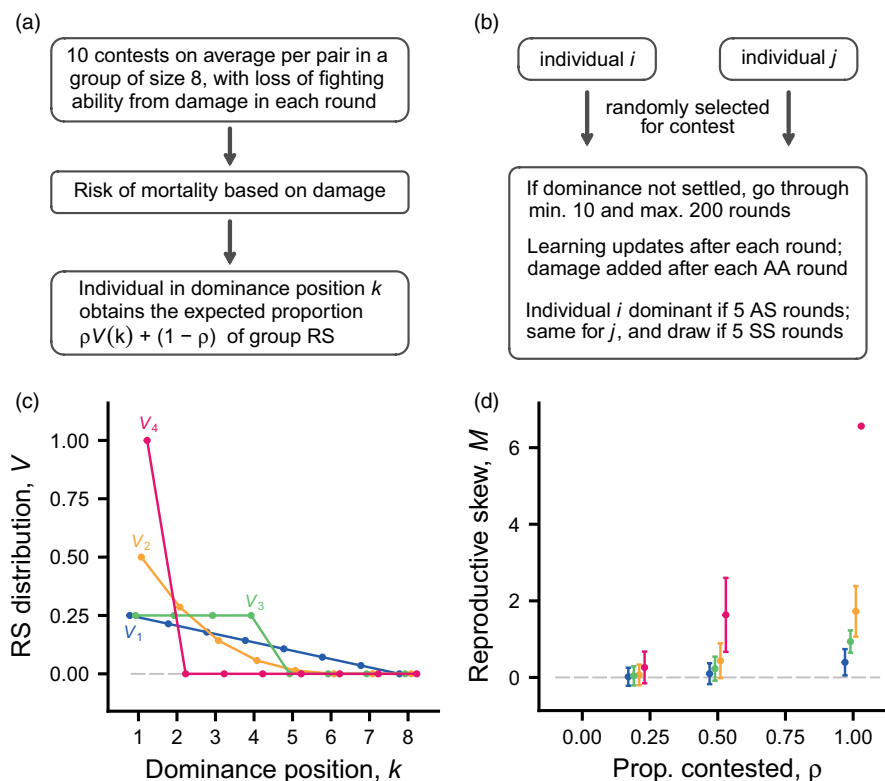 (a)
10 contests on average per pair in a
group of size 8, with loss of fighting
ability from damage in each round
Risk of mortality based on damage
Individual in dominance position k
obtains the expected proportion
ρV(k) + (1 − ρ) of group RS
(b)
individual i
individual j
randomly selected
for contest
If dominance not settled, go through
min. 10 and max. 200 rounds
Learning updates after each round;
damage added after each AA round
Individual i dominant if 5 AS rounds;
same for j, and draw if 5 SS rounds
(c)
RS distribution, V
1.00
0.75
0.50
0.25
0.00
V4
V2
V3
V1
1 2 3 4 5 6 7 8
Dominance position, k
(d)
Reproductive skew, M
6
4
2
0
0.00 0.25 0.50 0.75 1.00
Prop. contested, ρ